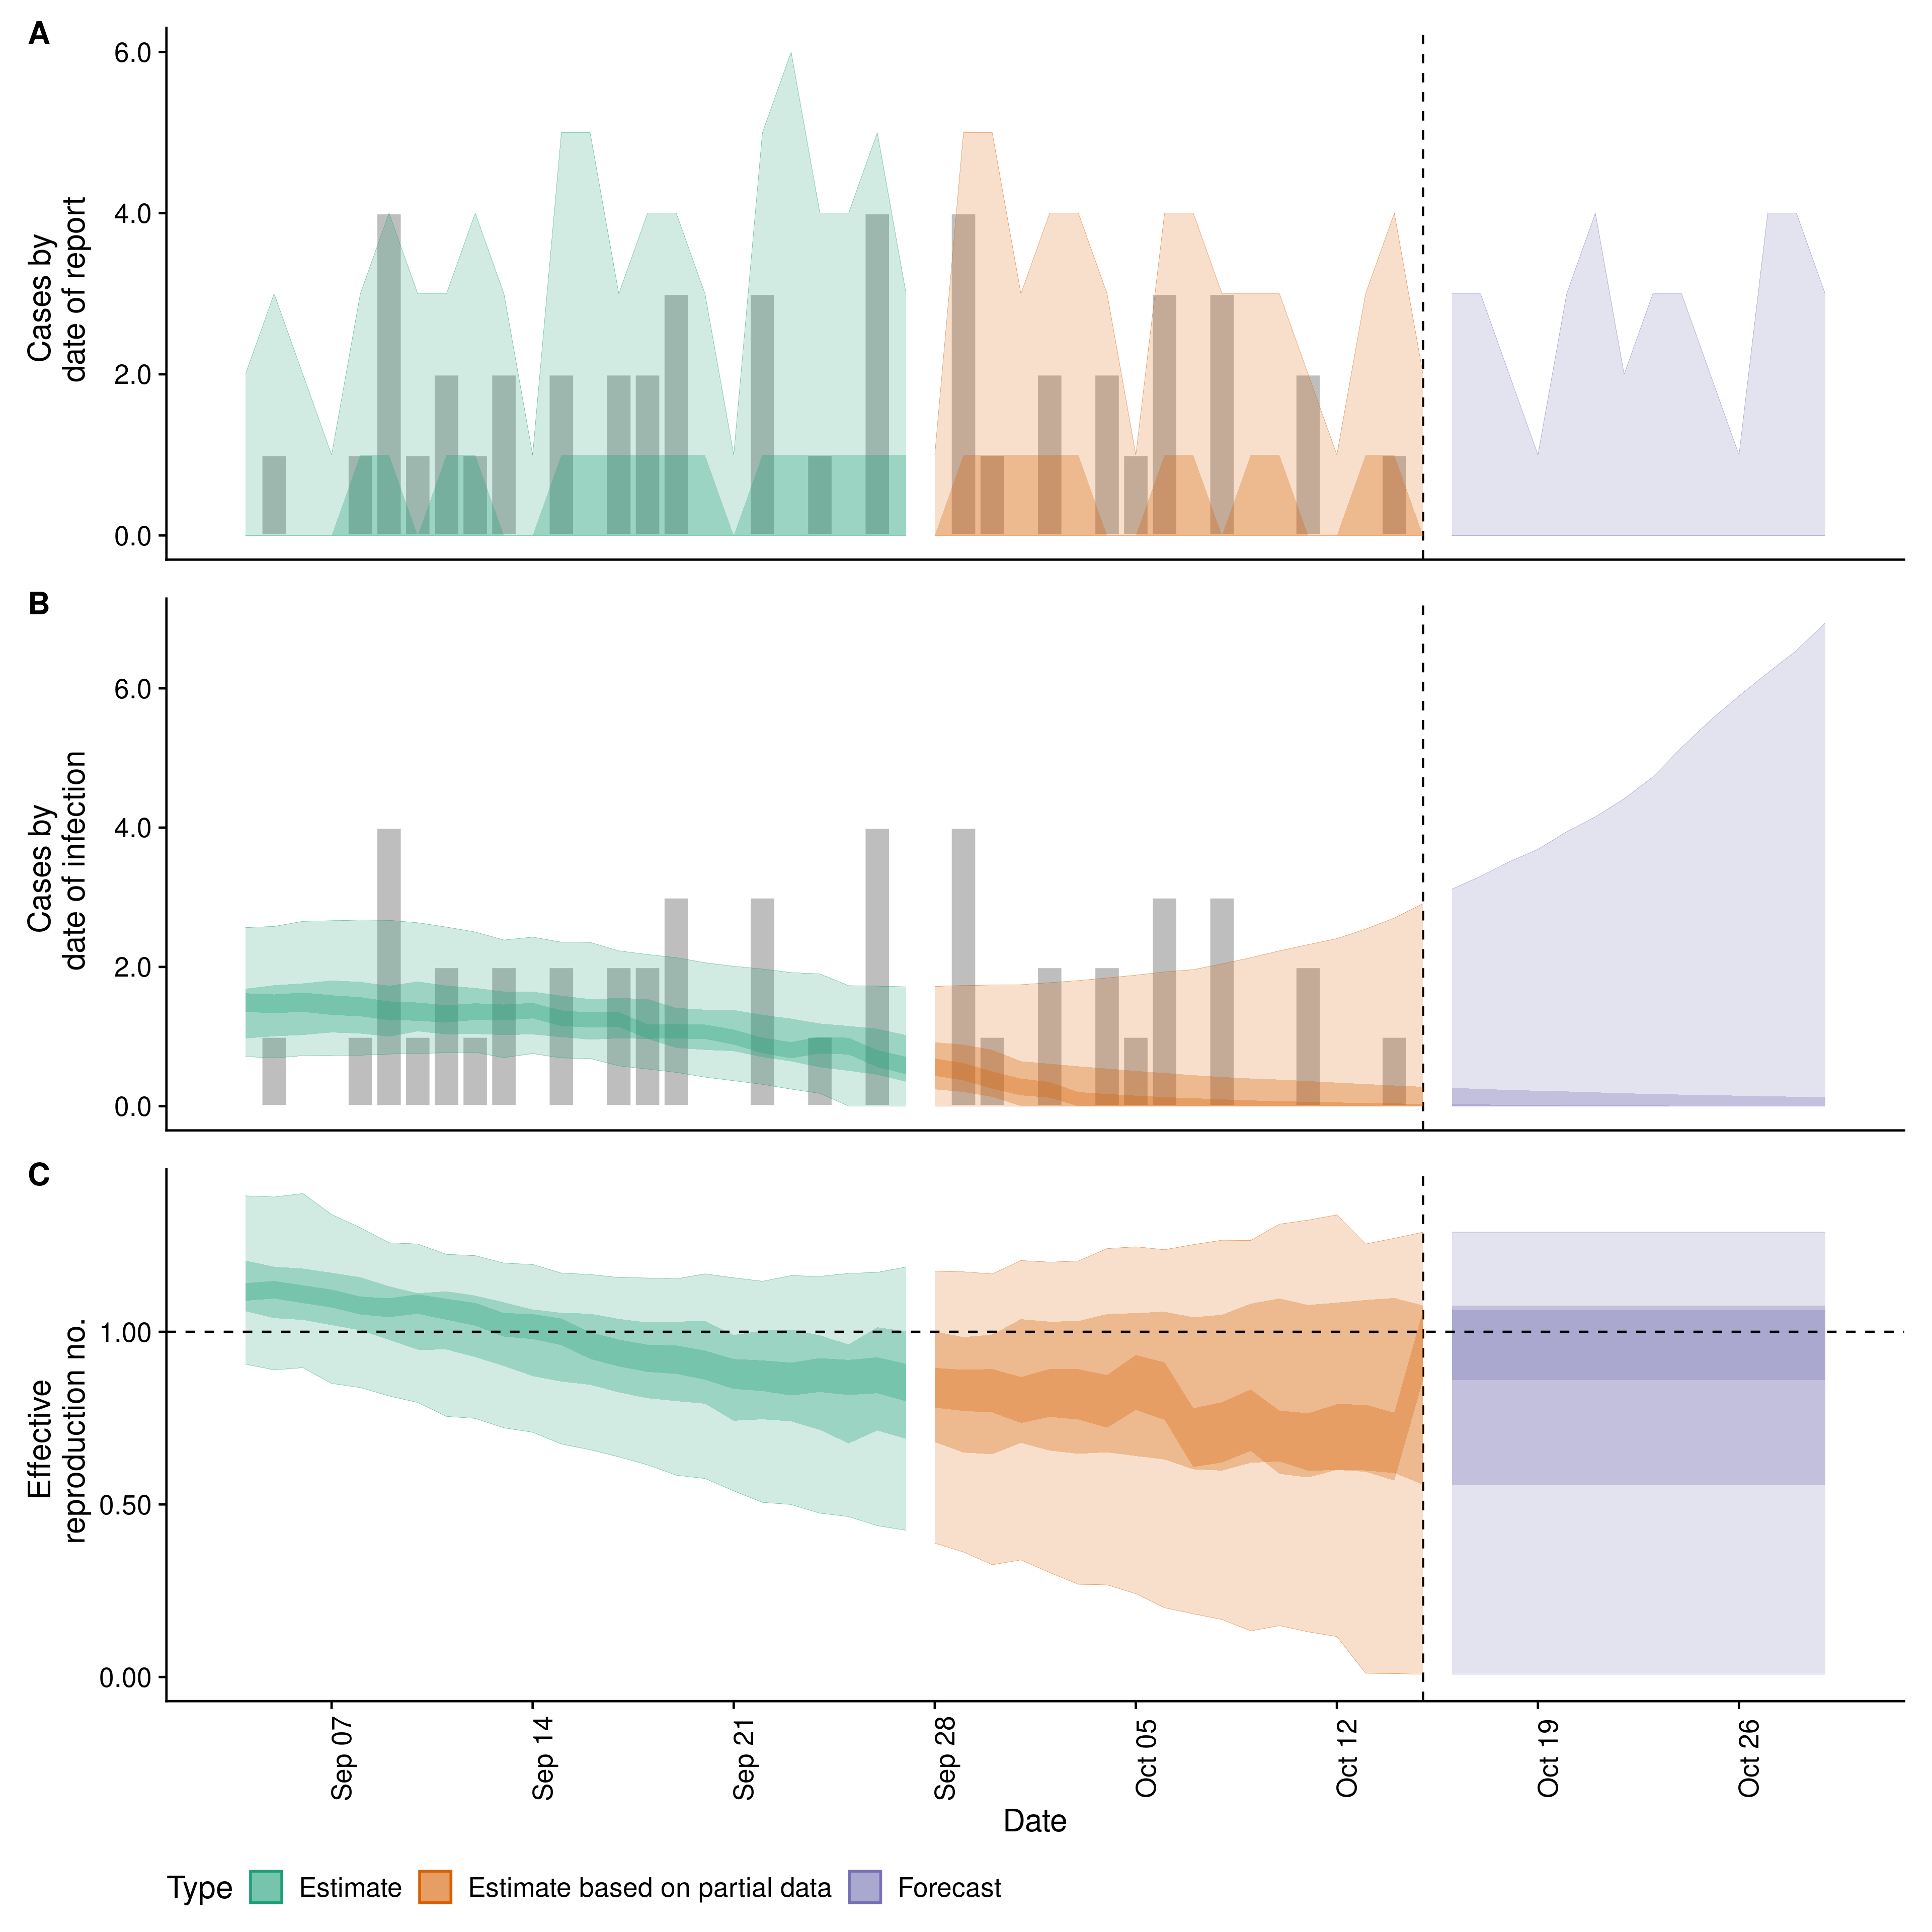 A
Cases by
date of report
6.0
4.0
2.0
0.0
B
Cases by
date of infection
6.0
4.0
2.0
0.0
C
Effective
reproduction no.
1.00
0.50
0.00
Sep 07
Sep 14
Sep 21
Sep 28
Oct 05
Oct 12
Oct 19
Oct 26
Date
Type Estimate Estimate based on partial data Forecast